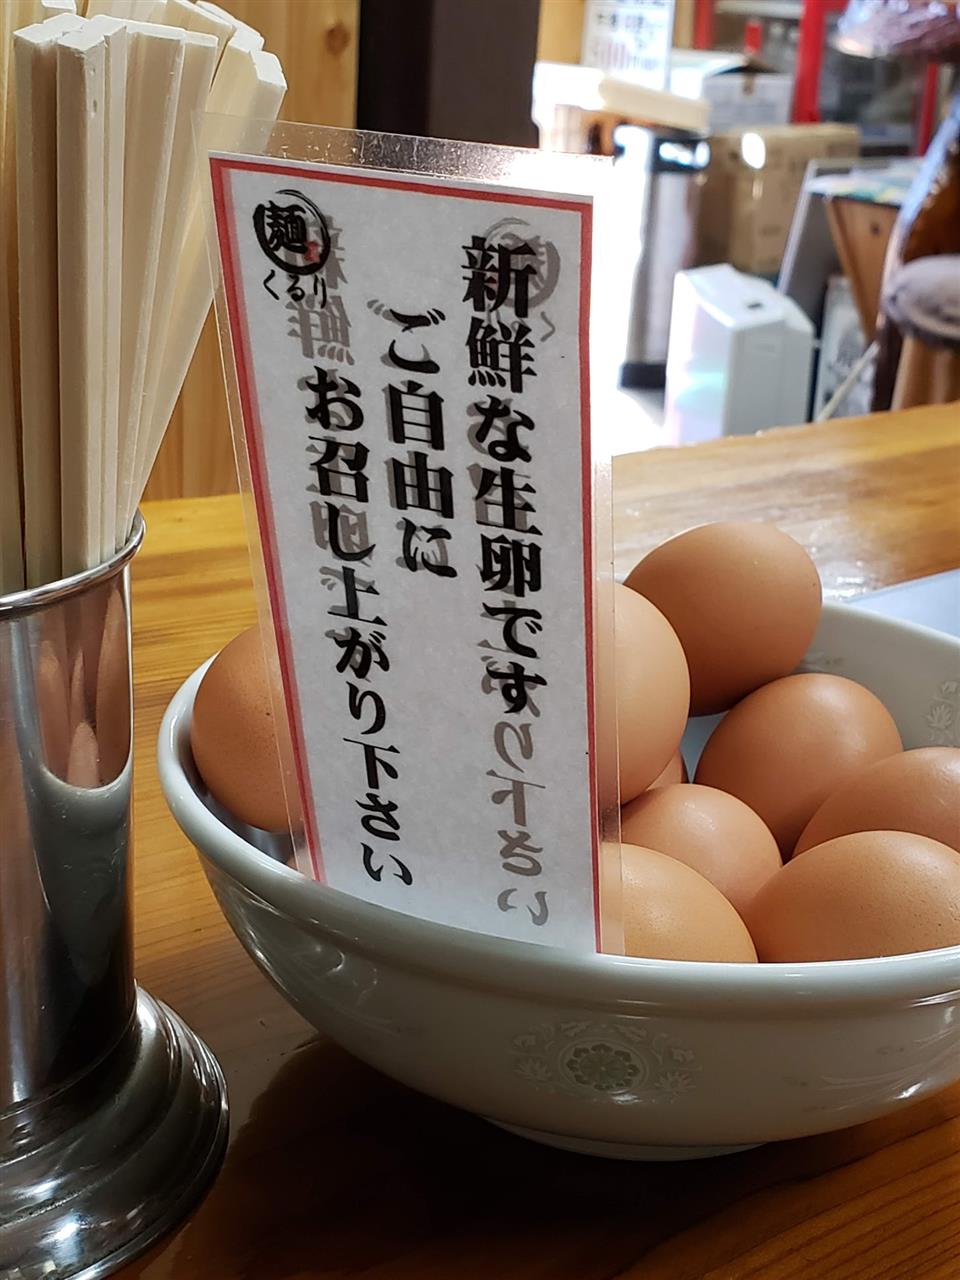 新鮮な生卵です
ご自由に
お召し上がり下さい
麺
くるり